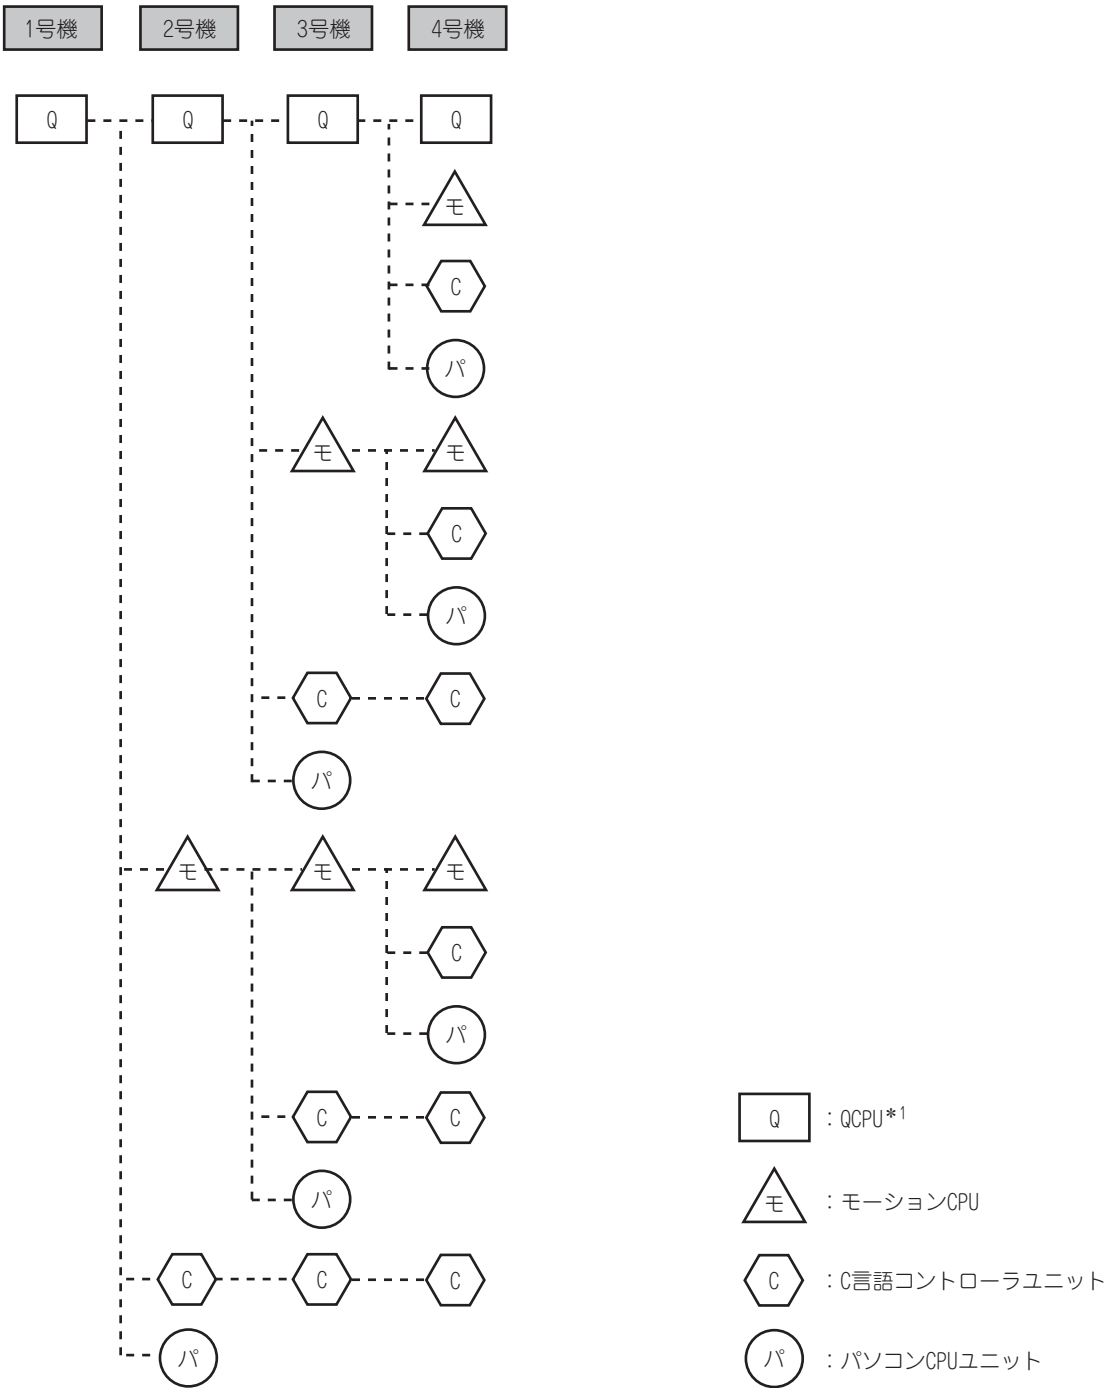 1号機 2号機 3号機 4号機
Q Q Q Q
モ
C
パ
モ モ
C
パ
C C
パ
モ モ モ
C
パ
C C
Q :QCPU*1
パ
モ :モーションCPU
C C C
C :C言語コントローラユニット
パ
パ :パソコンCPUユニット